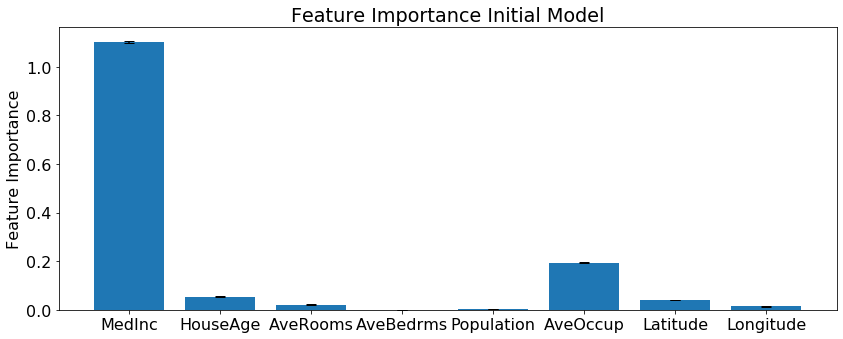 Feature Importance Initial Model
Feature Importance
1.0
0.8
0.6
0.4
0.2
0.0
MedInc HouseAge AveRooms AveBedrms Population AveOccup Latitude Longitude